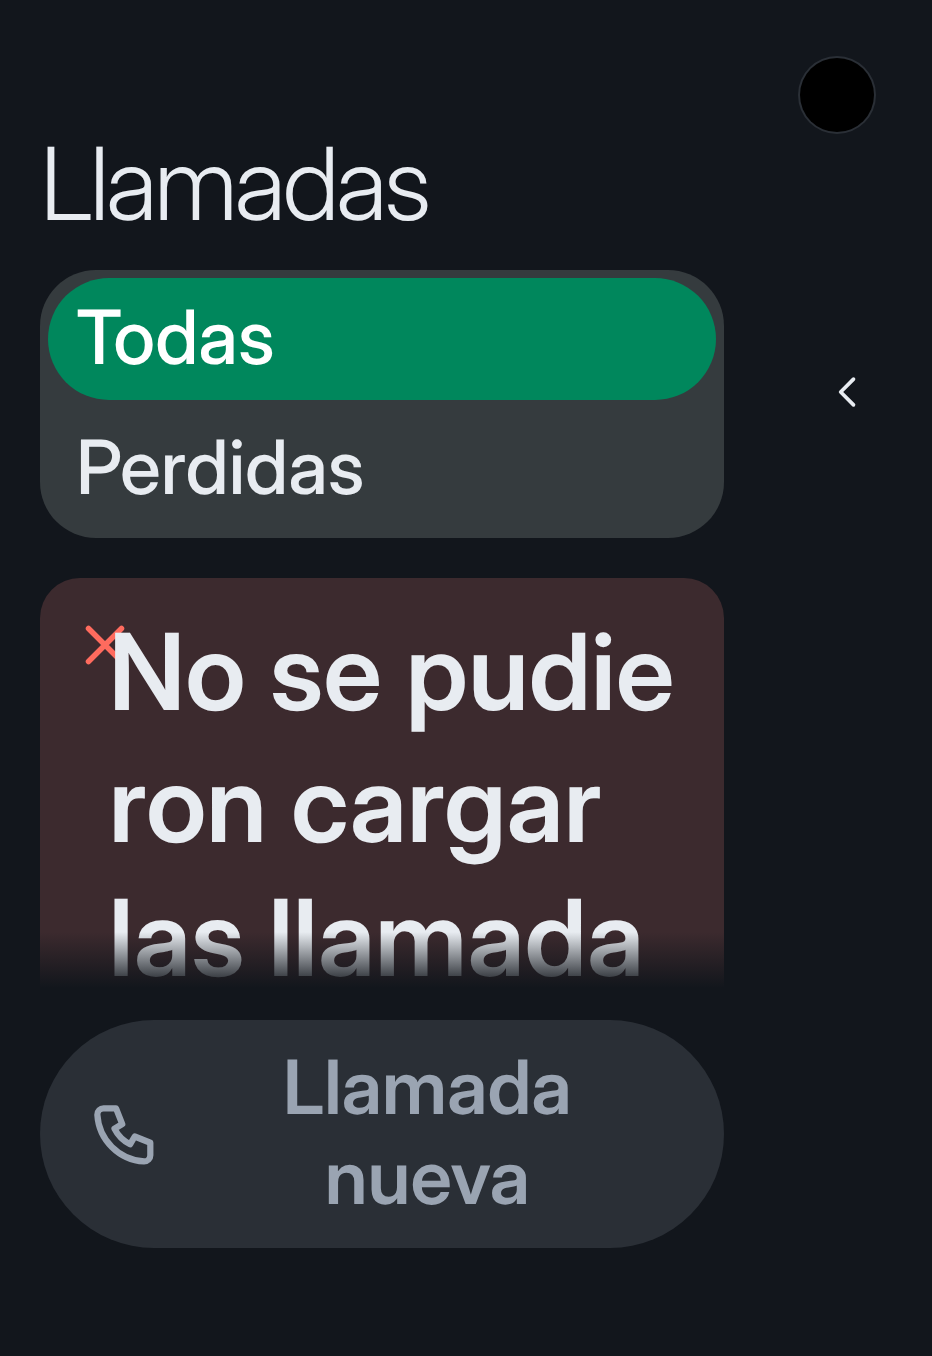 Llamadas
Todas
Perdidas
No se pudie
ron cargar
las llamada
Llamada
nueva